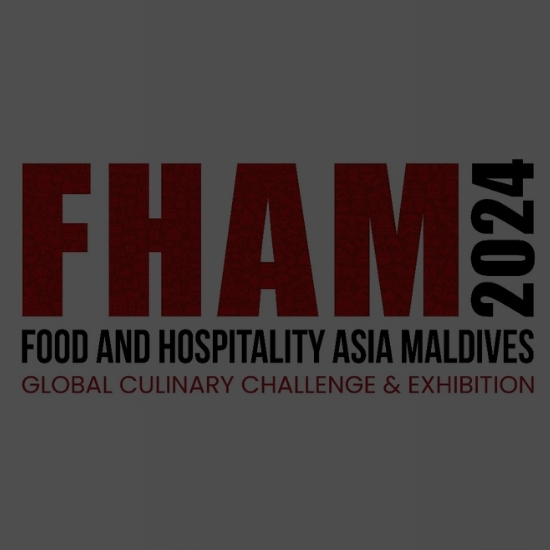 FHAM 2024
FOOD AND HOSPITALITY ASIA MALDIVES
GLOBAL CULINARY CHALLENGE & EXHIBITION